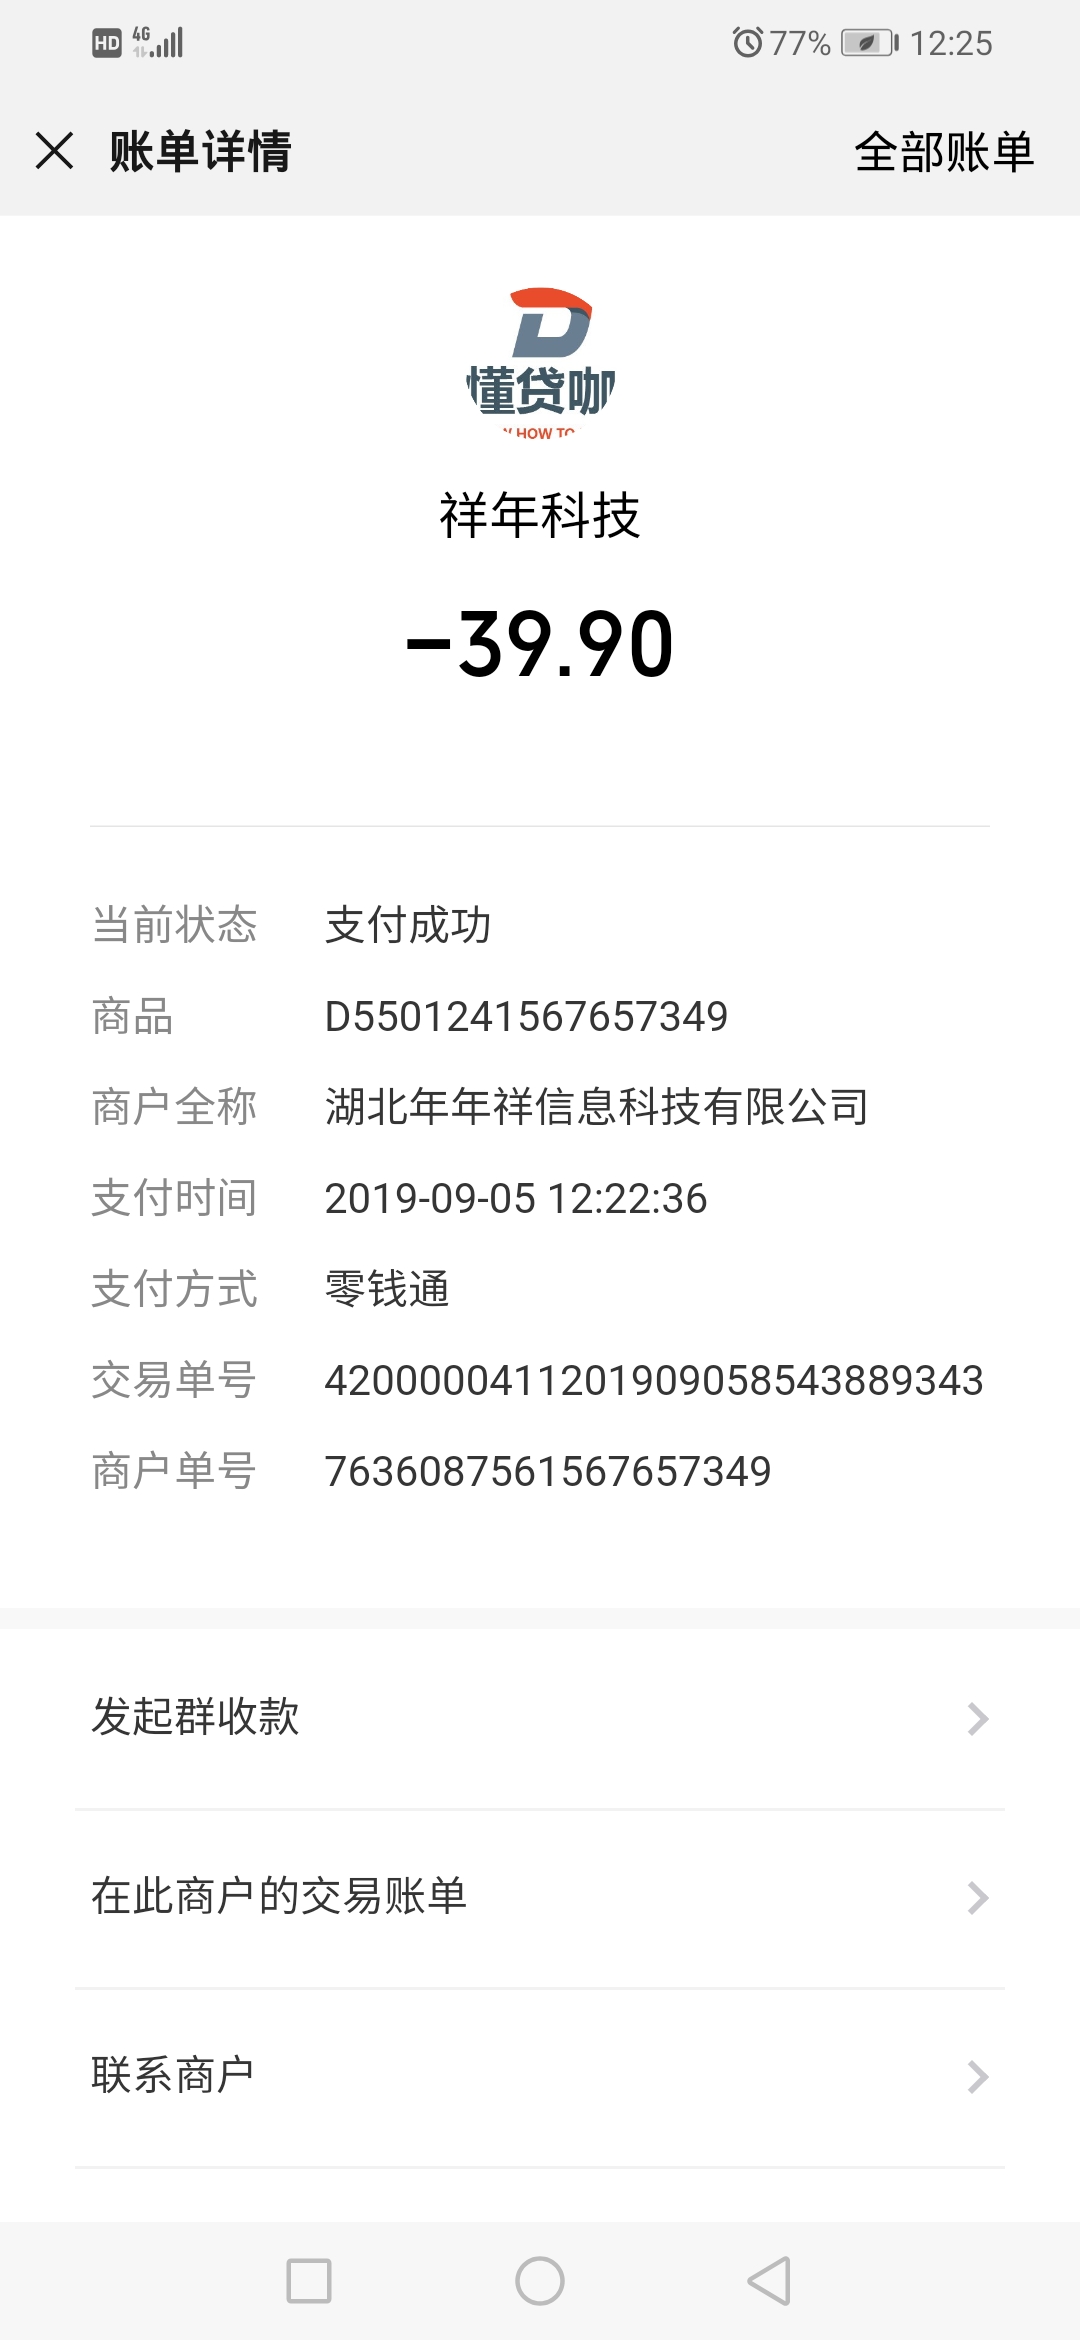 HD 4G 77% 12:25
账单详情 全部账单
懂贷咖
HOW TO
祥年科技
-39.90
当前状态 支付成功
商品 D5501241567657349
商户全称 湖北年年祥信息科技有限公司
支付时间 2019-09-05 12:22:36
支付方式 零钱通
交易单号 4200000411201909058543889343
商户单号 7636087561567657349
发起群收款
在此商户的交易账单
联系商户